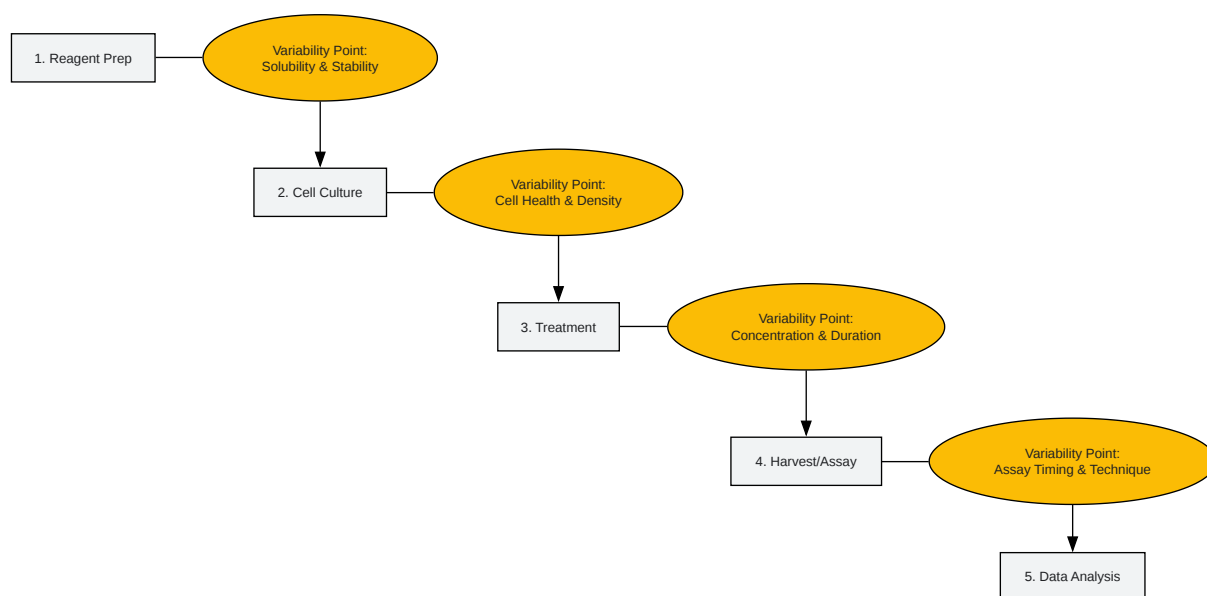 1. Reagent Prep
Variability Point:
Solubility & Stability
2. Cell Culture
Variability Point:
Cell Health & Density
3. Treatment
Variability Point:
Concentration & Duration
4. Harvest/Assay
Variability Point:
Assay Timing & Technique
5. Data Analysis